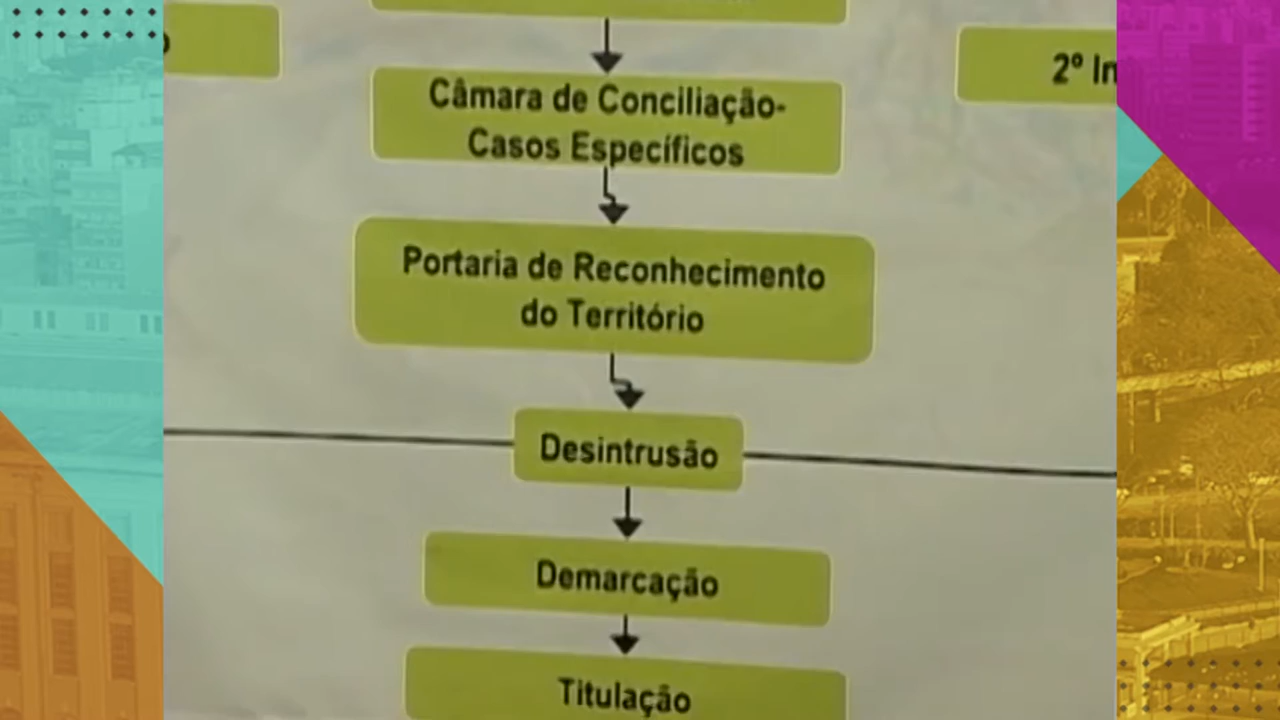 2º In
Câmara de Conciliação-
Casos Específicos
Portaria de Reconhecimento
do Território
Desintrusão
Demarcação
Titulação